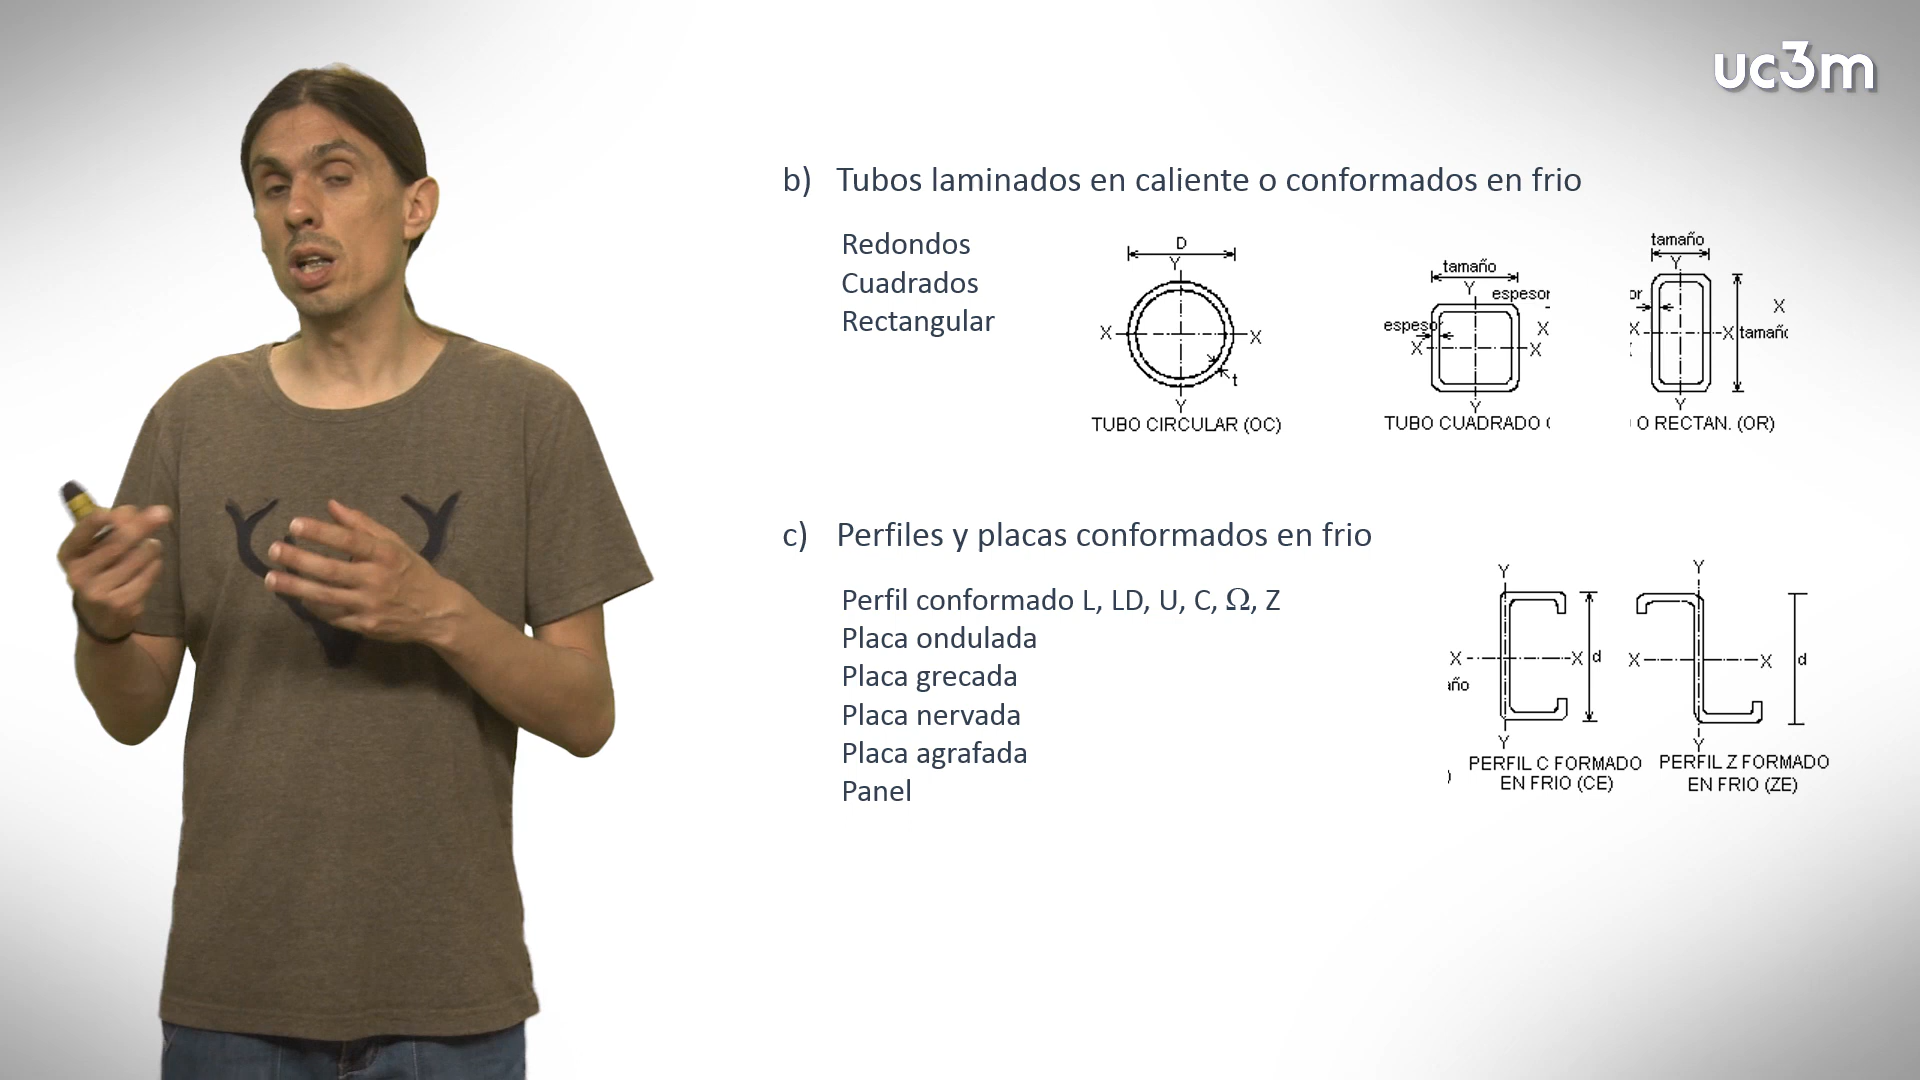 uc3m
b) Tubos laminados en caliente o conformados en frio
Redondos
Cuadrados
Rectangular
D
Y
X
X
t
Y
TUBO CIRCULAR (OC)
tamaño
Y
espesor
espesor
X
X
X
Y
TUBO CUADRADO
tamaño
Y
or
X
X
X
tamaño
Y
O RECTAN. (OR)
c) Perfiles y placas conformados en frio
Perfil conformado L, LD, U, C, Ω, Z
Placa ondulada
Placa grecada
Placa nervada
Placa agrafada
Panel
Y
X
X
d
año
Y
PERFIL C FORMADO
EN FRIO (CE)
Y
X
X
d
Y
PERFIL Z FORMADO
EN FRIO (ZE)